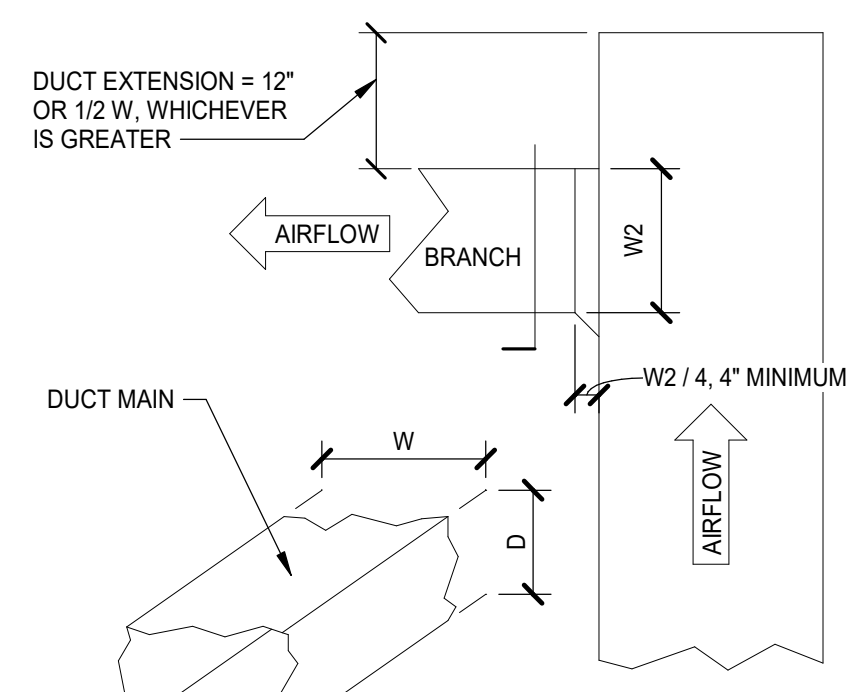 DUCT EXTENSION = 12"
OR 1/2 W, WHICHEVER
IS GREATER
AIRFLOW
BRANCH
W2
W2 / 4, 4" MINIMUM
DUCT MAIN
W
D
AIRFLOW